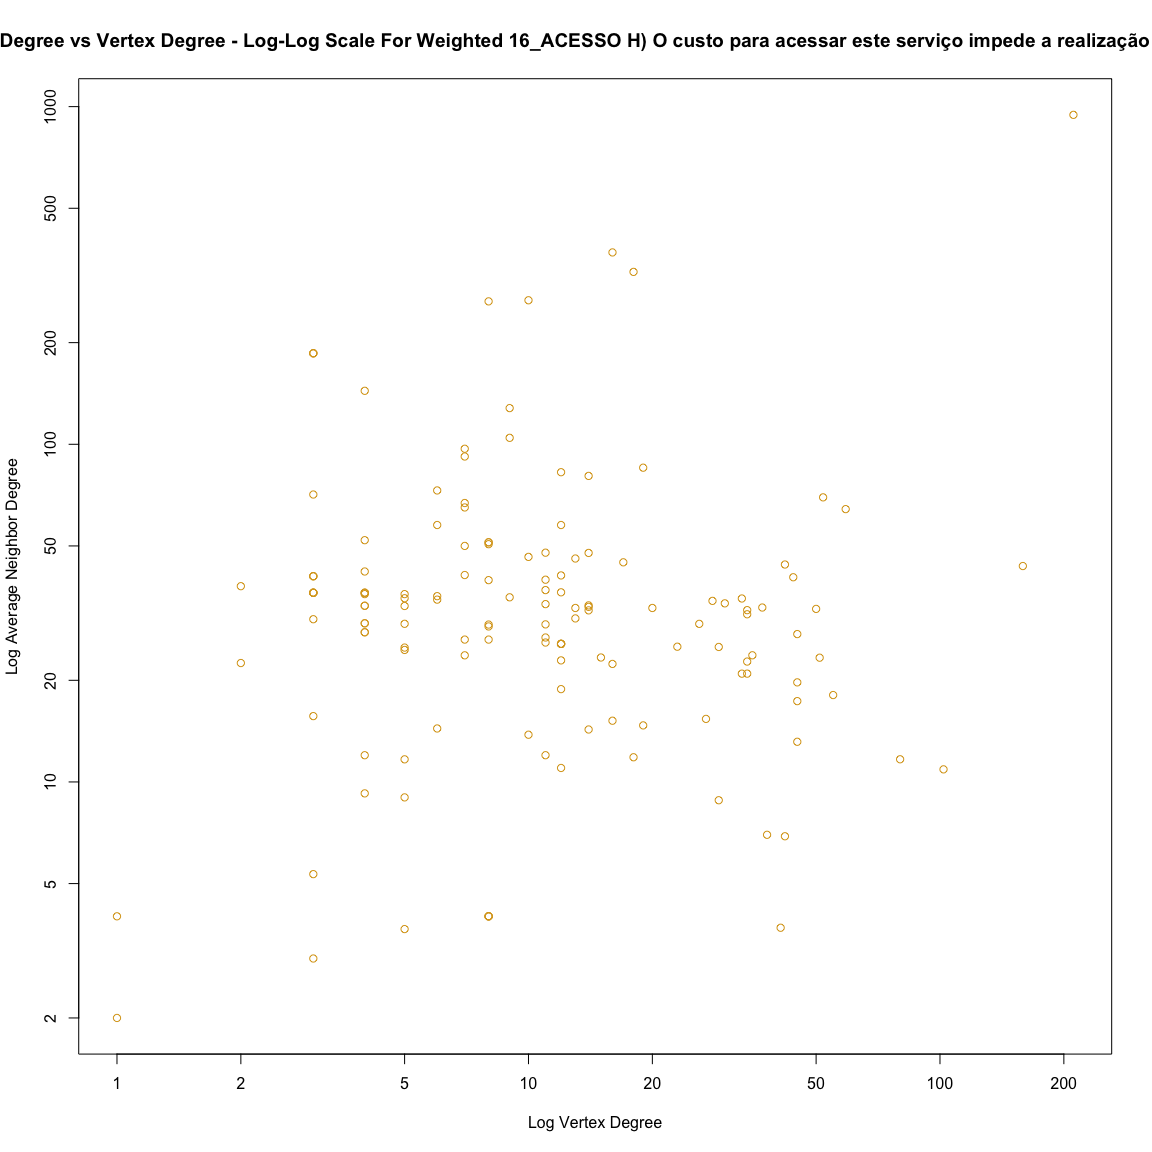 Degree vs Vertex Degree - Log-Log Scale For Weighted 16_ACESSO H) O custo para acessar este serviço impede a realização
1000
500
200
100
50
20
10
5
2
Log Average Neighbor Degree
1 2 5 10 20 50 100 200
Log Vertex Degree